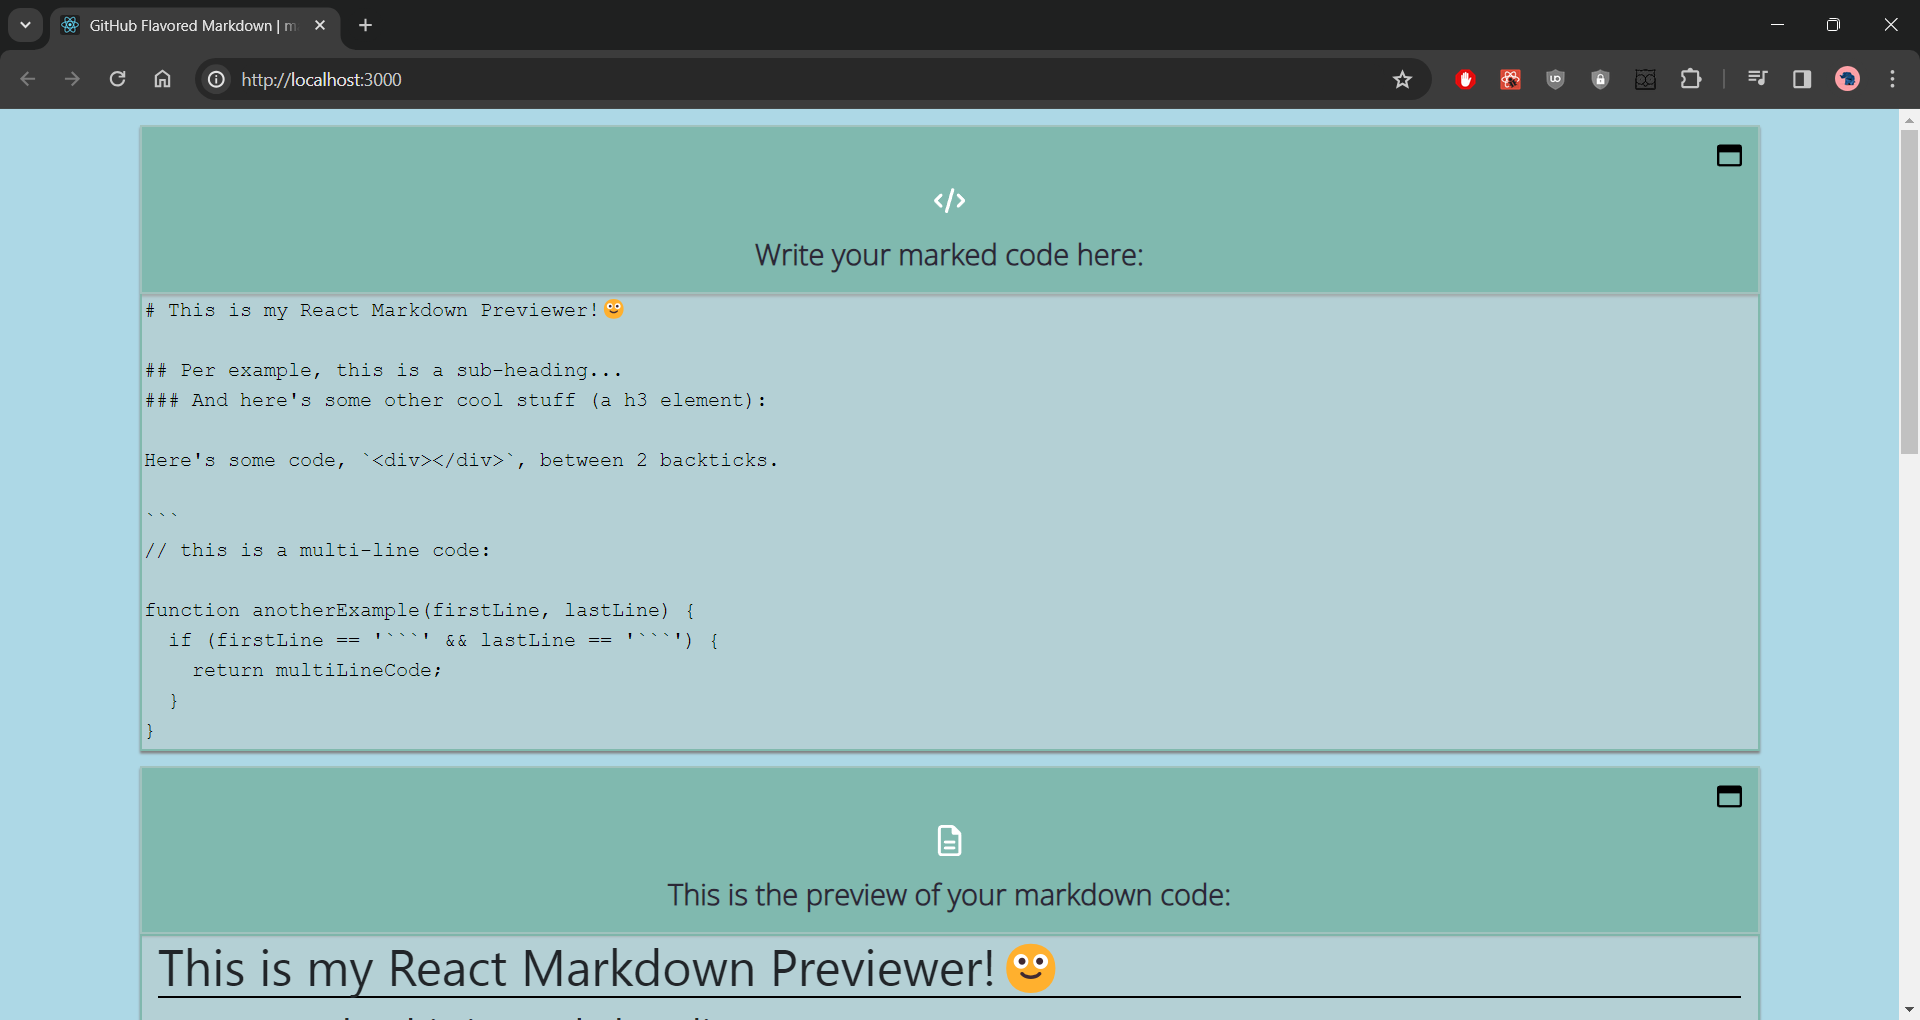 GitHub Flavored Markdown | m
http://localhost:3000
</>
Write your marked code here:
# This is my React Markdown Previewer!🙂
## Per example, this is a sub-heading...
### And here's some other cool stuff (a h3 element):
Here's some code, `<div></div>`, between 2 backticks.
```
// this is a multi-line code:
function anotherExample(firstLine, lastLine) {
  if (firstLine == '```' && lastLine == '```') {
    return multiLineCode;
  }
}
This is the preview of your markdown code:
This is my React Markdown Previewer!🙂